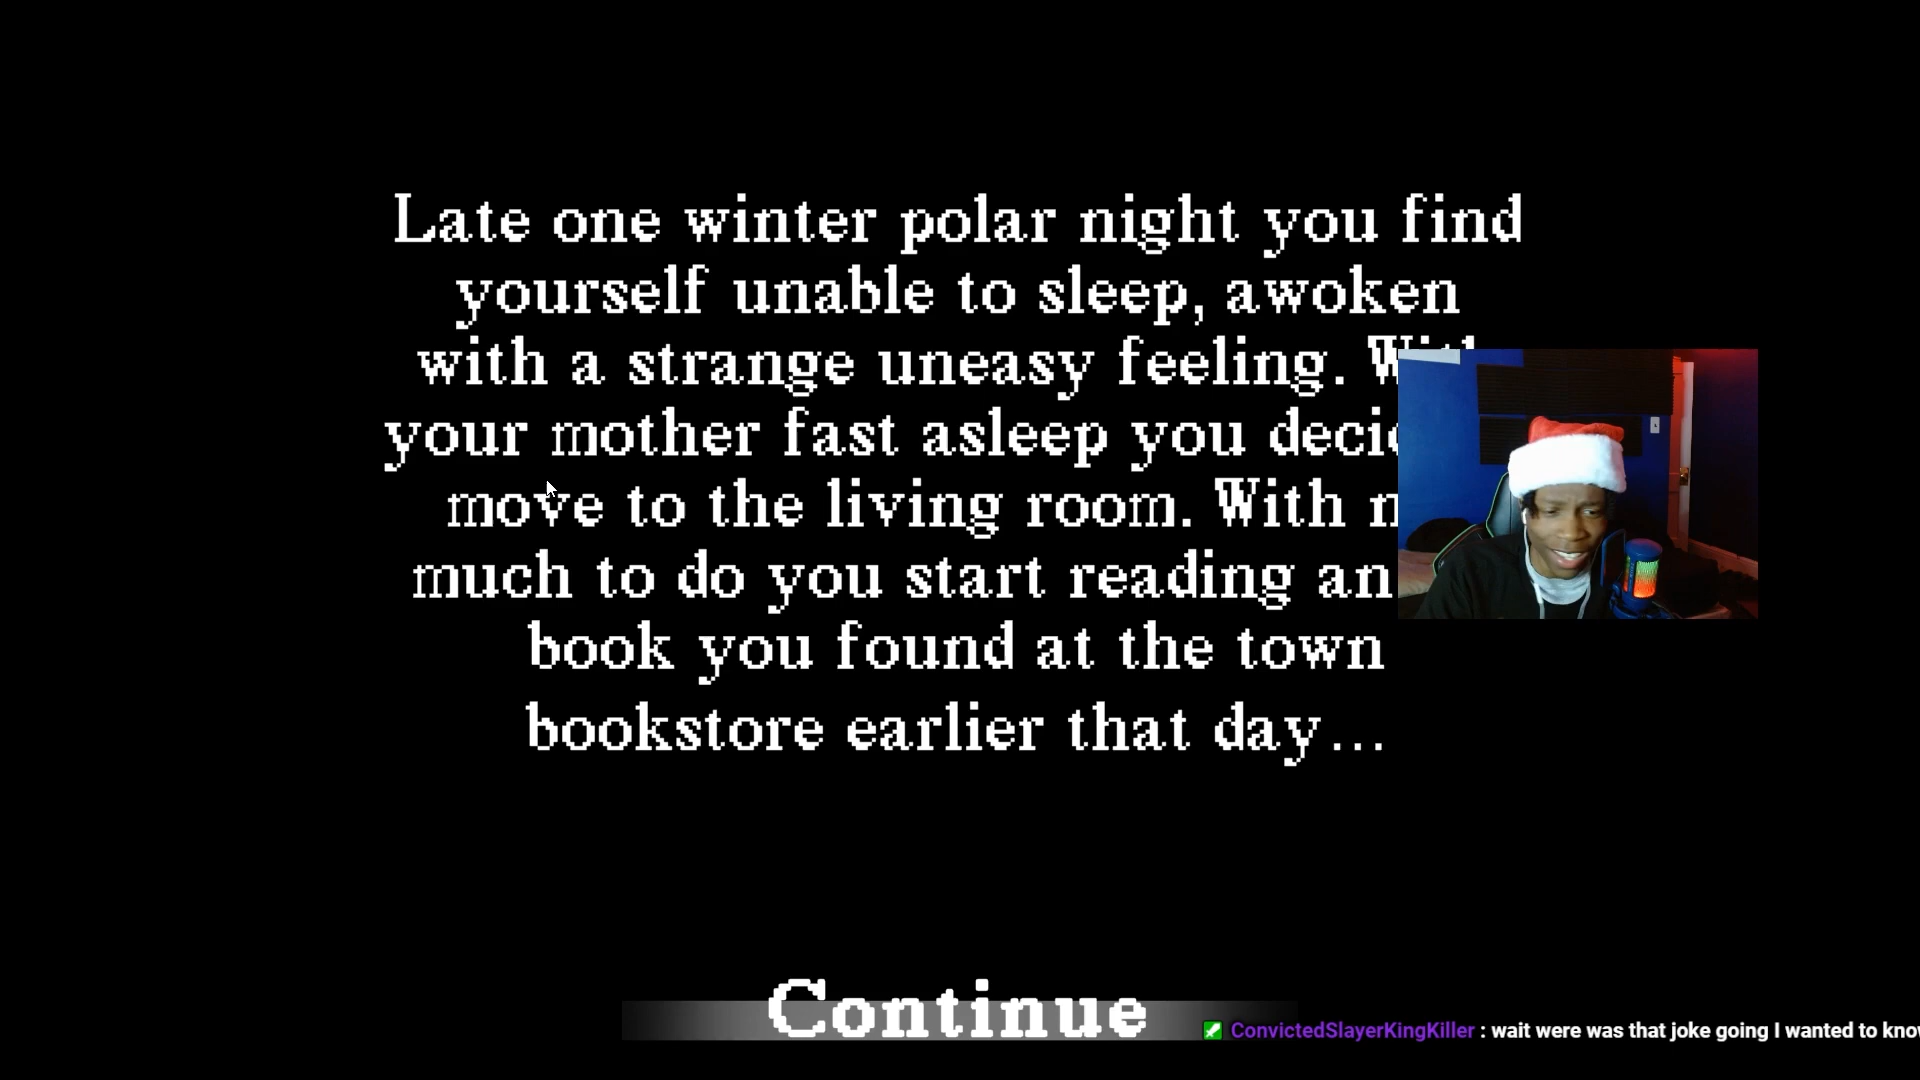 Late one winter polar night you find
yourself unable to sleep, awoken
with a strange uneasy feeling. With
your mother fast asleep you
move to the living room. With
much to do you start reading
book you found at the town
bookstore earlier that day...
Continue
ConvictedSlayerKingKiller : wait were was that joke going I wanted to